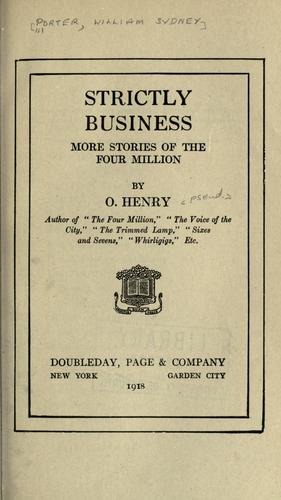 [PORTER, WILLIAM SYDNEY]
STRICTLY
BUSINESS
MORE STORIES OF THE
FOUR MILLION
BY
O. HENRY [pseud.]
Author of "The Four Million," "The Voice of the
City," "The Trimmed Lamp," "Sixes
and Sevens," "Whirligigs," Etc.
DOUBLEDAY, PAGE & COMPANY
NEW YORK GARDEN CITY
1918